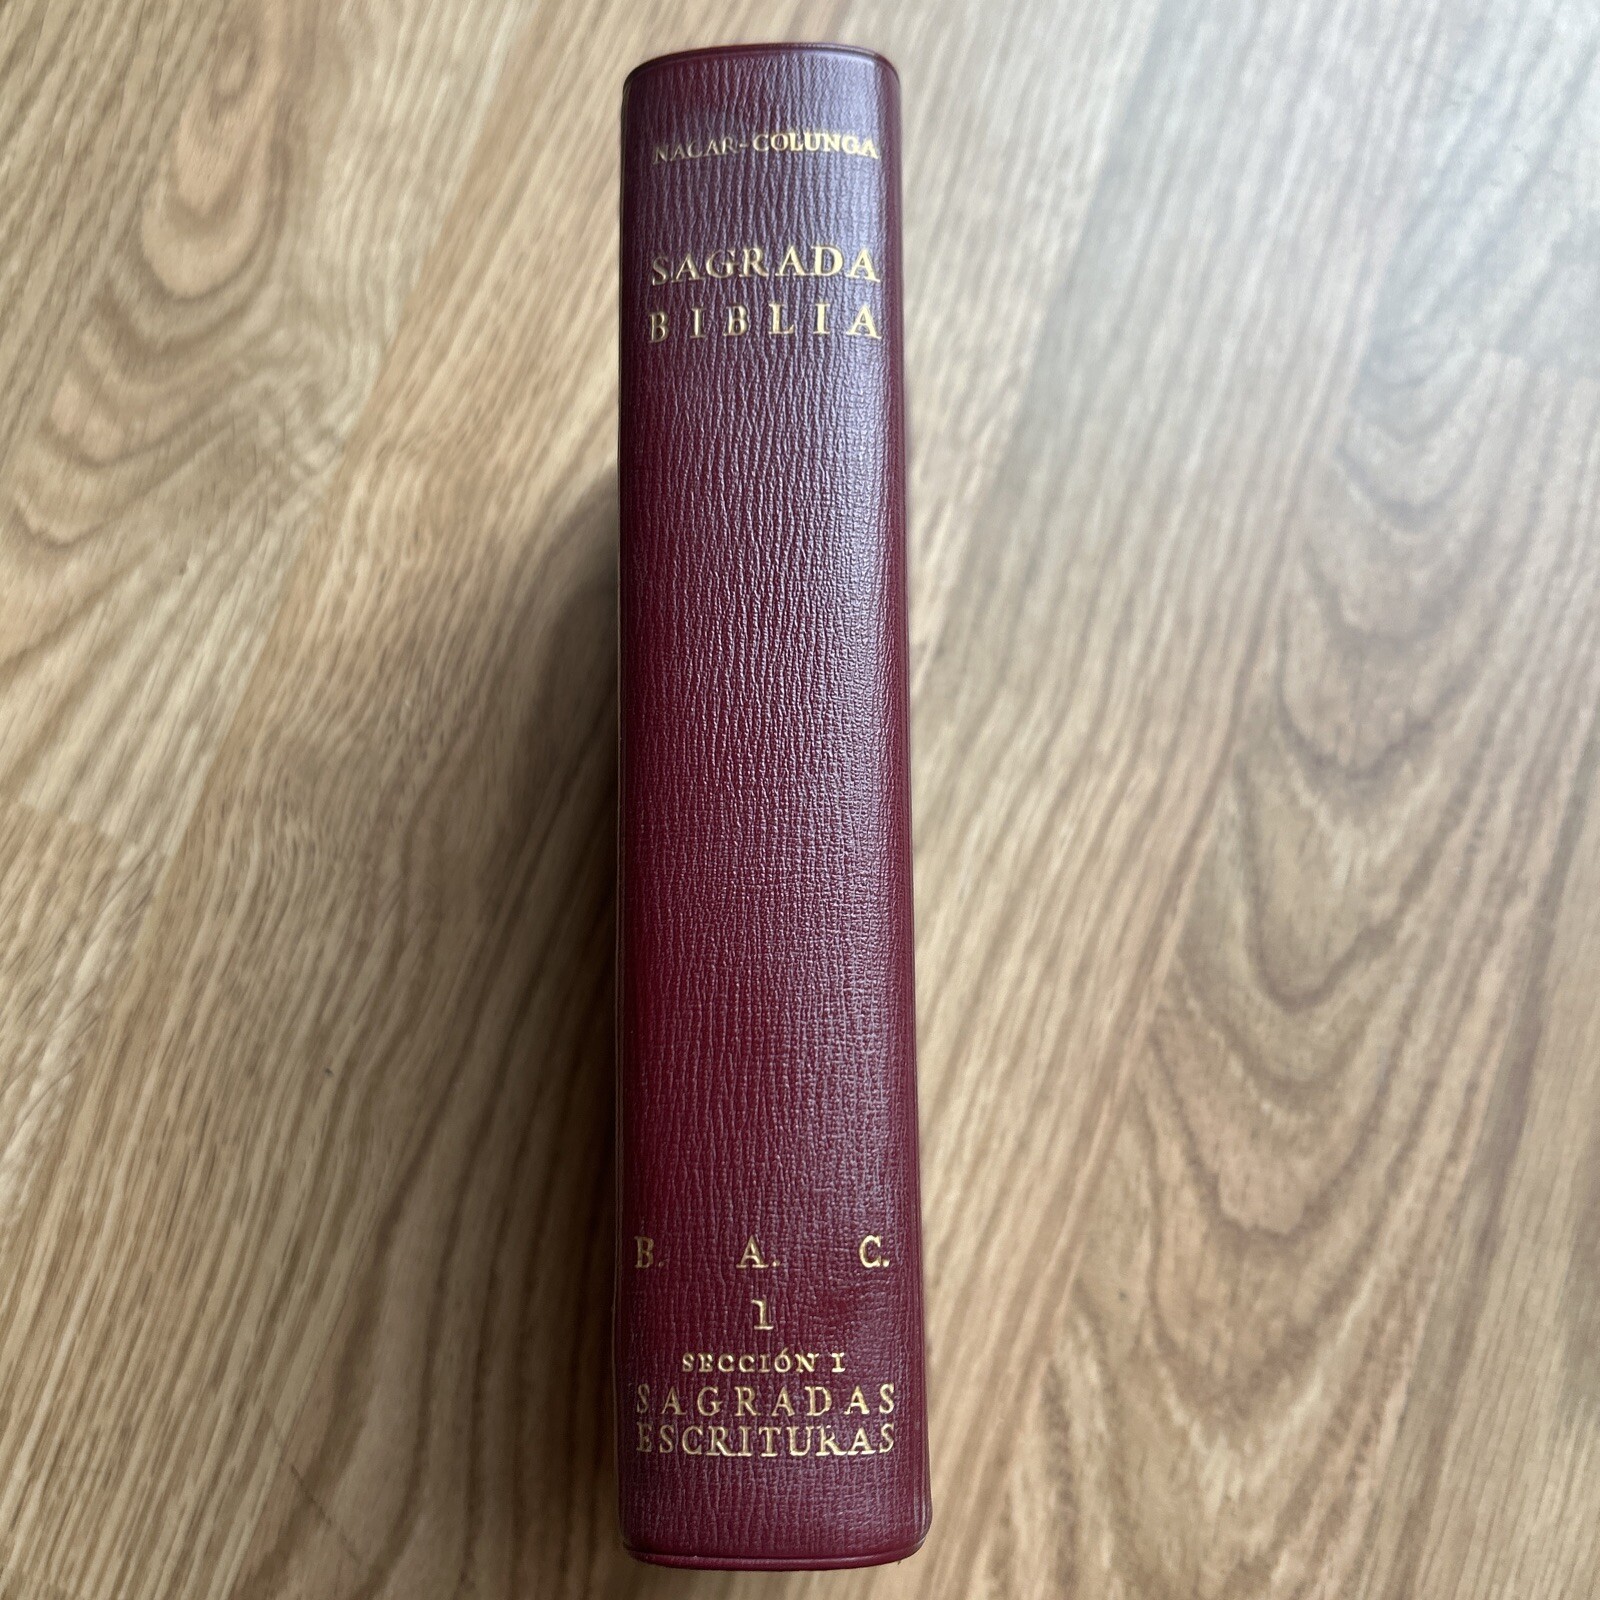 NACAR-COLUNGA
SAGRADA
BIBLIA
B. A. C.
1
SECCIÓN I
SAGRADAS
ESCRITURAS